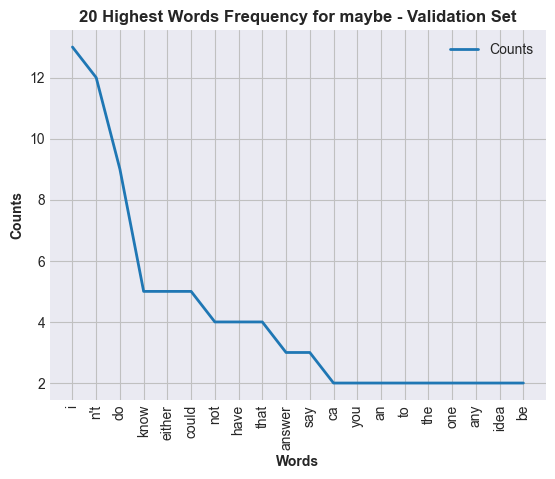 20 Highest Words Frequency for maybe - Validation Set
Counts
Counts
12
10
8
6
4
2
i
n't
do
know
either
could
not
have
that
answer
say
ca
you
an
to
the
one
any
idea
be
Words